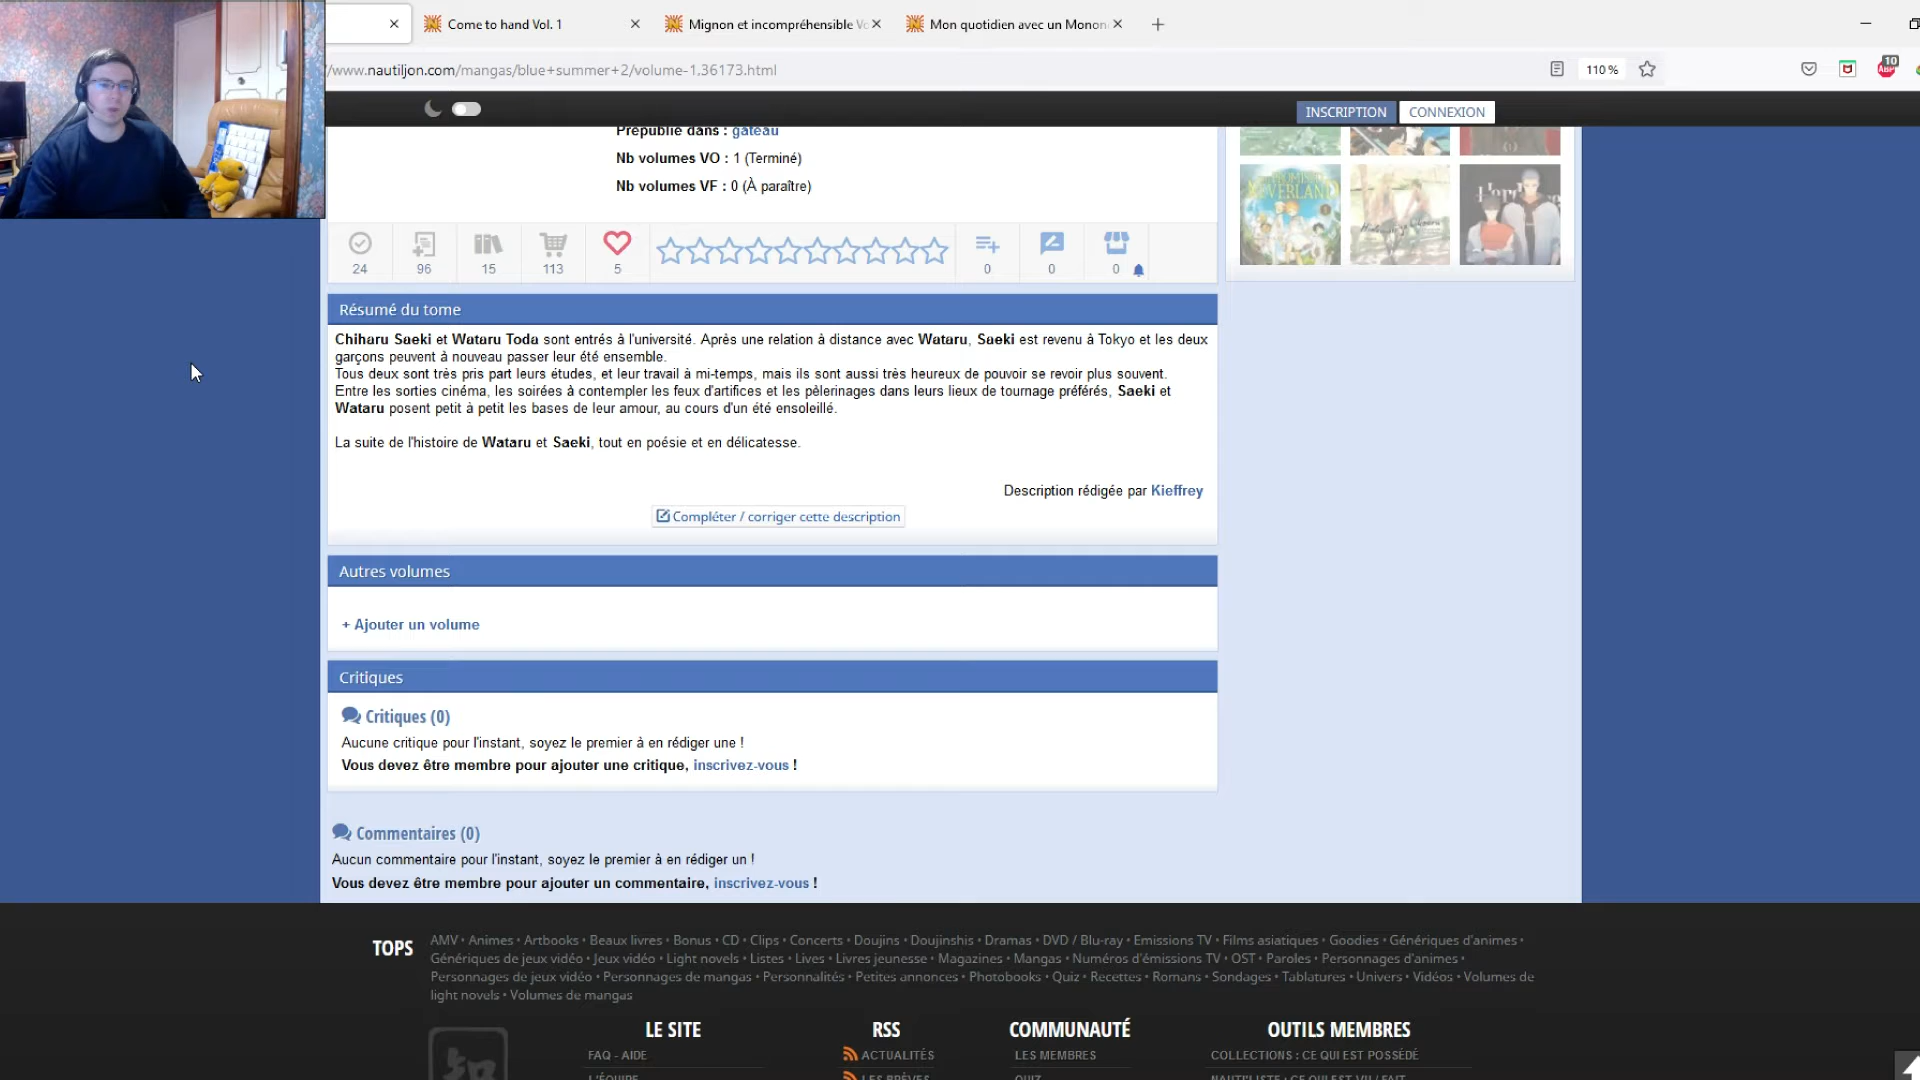 Come to hand Vol. 1
Mignon et incompréhensible Vo
Mon quotidien avec un Monon
/www.nautiljon.com/mangas/blue+summer+2/volume-1,36173.html
110 %
10
INSCRIPTION
CONNEXION
Prépublié dans : gateau
Nb volumes VO : 1 (Terminé)
Nb volumes VF : 0 (À paraître)
24
96
15
113
5
0
0
0
Résumé du tome
Chiharu Saeki et Wataru Toda sont entrés à l'université. Après une relation à distance avec Wataru, Saeki est revenu à Tokyo et les deux
garçons peuvent à nouveau passer leur été ensemble.
Tous deux sont très pris part leurs études, et leur travail à mi-temps, mais ils sont aussi très heureux de pouvoir se revoir plus souvent.
Entre les sorties cinéma, les soirées à contempler les feux d'artifices et les pèlerinages dans leurs lieux de tournage préférés, Saeki et
Wataru posent petit à petit les bases de leur amour, au cours d'un été ensoleillé.
La suite de l'histoire de Wataru et Saeki, tout en poésie et en délicatesse.
Description rédigée par Kieffrey
Compléter / corriger cette description
Autres volumes
+ Ajouter un volume
Critiques
Critiques (0)
Aucune critique pour l'instant, soyez le premier à en rédiger une !
Vous devez être membre pour ajouter une critique, inscrivez-vous !
Commentaires (0)
Aucun commentaire pour l'instant, soyez le premier à en rédiger un !
Vous devez être membre pour ajouter un commentaire, inscrivez-vous !
TOPS
AMV • Animes • Artbooks • Beaux livres • Bonus • CD • Clips • Concerts • Doujins • Doujinshis • Dramas • DVD / Blu-ray • Emissions TV • Films asiatiques • Goodies • Génériques d'animes •
Génériques de jeux vidéo • Jeux vidéo • Light novels • Listes • Lives • Livres jeunesse • Magazines • Mangas • Numéros d'émissions TV • OST • Paroles • Personnages d'animes •
Personnages de jeux vidéo • Personnages de mangas • Personnalités • Petites annonces • Photobooks • Quiz • Recettes • Romans • Sondages • Tablatures • Univers • Vidéos • Volumes de
light novels • Volumes de mangas
LE SITE
RSS
COMMUNAUTÉ
OUTILS MEMBRES
FAQ - AIDE
ACTUALITÉS
LES MEMBRES
COLLECTIONS : CE QUI EST POSSÉDÉ
L'ÉQUIPE
LES BRÈVES
QUIZ
NAUTI'LISTE : CE QUI EST VU / FAIT